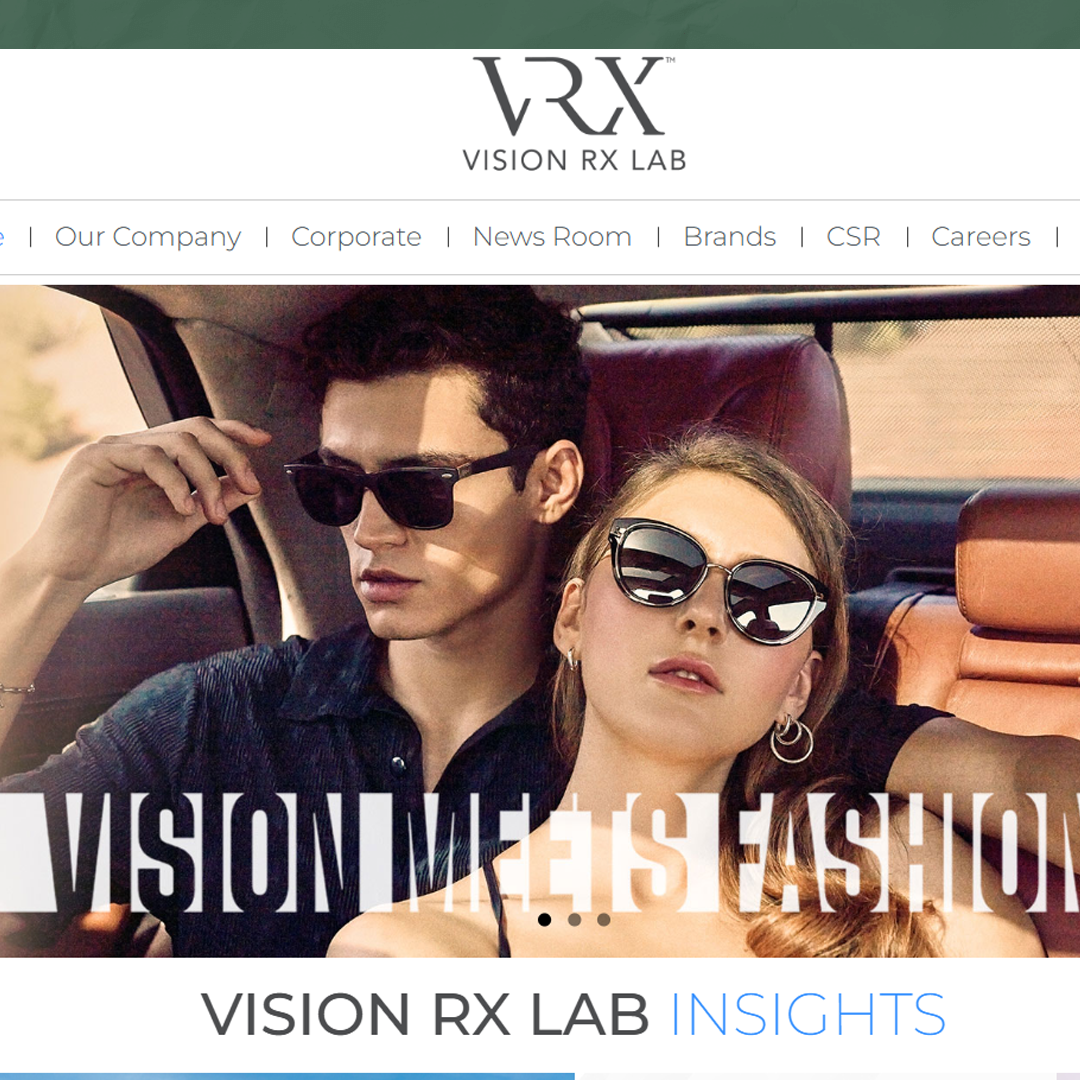 VRX™
VISION RX LAB
e | Our Company | Corporate | News Room | Brands | CSR | Careers |
VISION MEETS FASHION
VISION RX LAB INSIGHTS